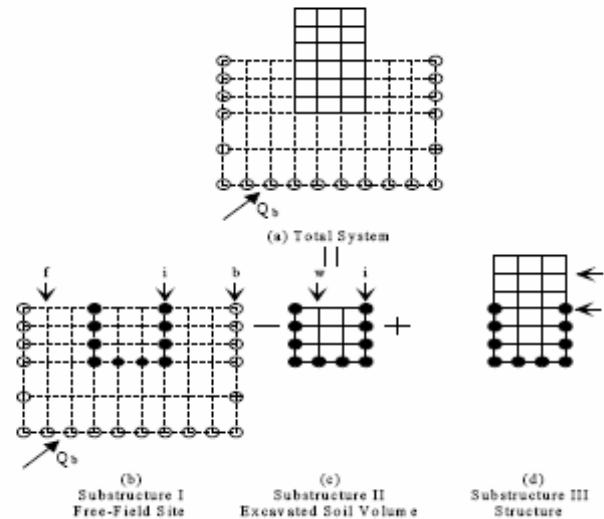 Q b
(a) Total System
f i b w i
Q b
(b) (c) (d)
Substructure I Substructure II Substructure III
Free-Field Site Excavated Soil Volume Structure